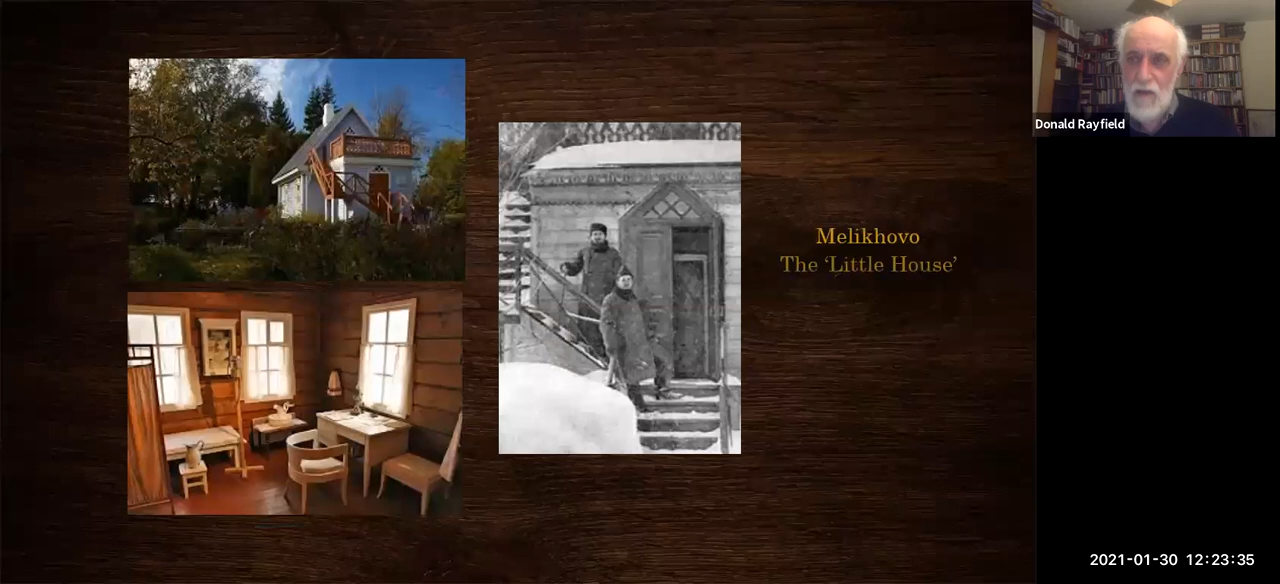 Donald Rayfield
Melikhovo
The ‘Little House’
2021-01-30 12:23:35